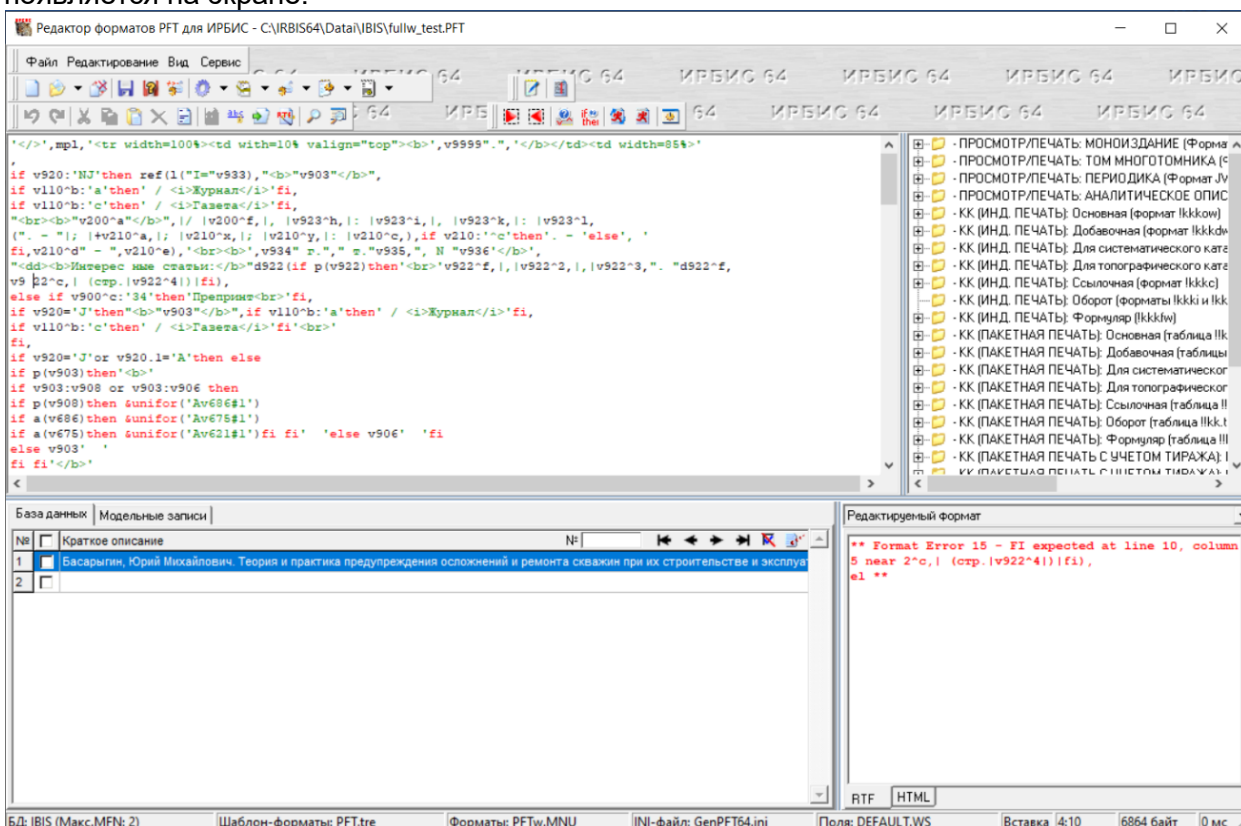 появляется на экране.
Редактор форматов PFT для ИРБИС - C:\IRBIS64\Datai\IBIS\fullw_test.PFT
Файл Редактирование Вид Сервис
'</>',mpl,'<tr width=100%><td with=10% valign="top"><b>',v9999".",'</b></td><td width=85%>'
,
if v920:'NJ'then ref(l("I="v933),"<b>"v903"</b>",
if v110^b:'a'then' / <i>Журнал</i>'fi,
if v110^b:'c'then' / <i>Газета</i>'fi,
"<br><b>"v200^a"</b>",|/ |v200^f,|, |v923^h,|: |v923^i,|, |v923^k,|: |v923^l,
(". - "|; |+v210^a,|; |v210^x,|; |v210^y,|: |v210^c,),if v210:'^c'then'. - 'else', '
fi,v210^d" - ",v210^e),'<br><b>',v934" г."," т."v935,", N "v936'</b>',
"<dd><b>Интерес ные статьи:</b>"d922(if p(v922)then'<br>'v922^f,|,|v922^2,|,|v922^3,". "d922^f,
v9 22^c,| (стр.|v922^4|)|fi),
else if v900^c:'34'then'Препринт<br>'fi,
if v920='J'then"<b>"v903"</b>",if v110^b:'a'then' / <i>Журнал</i>'fi,
if v110^b:'c'then' / <i>Газета</i>'fi'<br>'
fi,
if v920='J'or v920.1='A'then else
if p(v903)then'<b>'
if v903:v908 or v903:v906 then
if p(v908)then &unifor('Av686#1')
if a(v686)then &unifor('Av675#1')
if a(v675)then &unifor('Av621#1')fi fi'  'else v906'  'fi
else v903'  '
fi fi'</b>'
- ПРОСМОТР/ПЕЧАТЬ: МОНОИЗДАНИЕ (Форма
- ПРОСМОТР/ПЕЧАТЬ: ТОМ МНОГОТОМНИКА (
- ПРОСМОТР/ПЕЧАТЬ: ПЕРИОДИКА (Формат JV
- ПРОСМОТР/ПЕЧАТЬ: АНАЛИТИЧЕСКОЕ ОПИС
- КК (ИНД. ПЕЧАТЬ): Основная (формат !kkkow)
- КК (ИНД. ПЕЧАТЬ): Добавочная (формат !kkkdw
- КК (ИНД. ПЕЧАТЬ): Для систематического ката
- КК (ИНД. ПЕЧАТЬ): Для топографического ката
- КК (ИНД. ПЕЧАТЬ): Ссылочная (формат !kkkc)
- КК (ИНД. ПЕЧАТЬ): Оборот (форматы !kkki и !kk
- КК (ИНД. ПЕЧАТЬ): Формуляр (!kkkfw)
- КК (ПАКЕТНАЯ ПЕЧАТЬ): Основная (таблица !!k
- КК (ПАКЕТНАЯ ПЕЧАТЬ): Добавочная (таблицы
- КК (ПАКЕТНАЯ ПЕЧАТЬ): Для систематическог
- КК (ПАКЕТНАЯ ПЕЧАТЬ): Для топографическог
- КК (ПАКЕТНАЯ ПЕЧАТЬ): Ссылочная (таблица !!
- КК (ПАКЕТНАЯ ПЕЧАТЬ): Оборот (таблица !!kk.t
- КК (ПАКЕТНАЯ ПЕЧАТЬ): Формуляр (таблица !!
- КК (ПАКЕТНАЯ ПЕЧАТЬ С УЧЕТОМ ТИРАЖА):
База данных Модельные записи
№ Краткое описание №
1 Басарыгин, Юрий Михайлович. Теория и практика предупреждения осложнений и ремонта скважин при их строительстве и эксплуа
2
Редактируемый формат
** Format Error 15 - FI expected at line 10, column
5 near 2^c,| (стр.|v922^4|)|fi),
el **
RTF HTML
БД: IBIS (Макс.MFN: 2) Шаблон-форматы: PFT.tre Форматы: PFTw.MNU INI-файл: GenPFT64.ini Поля: DEFAULT.WS Вставка 4:10 6864 байт 0 мс